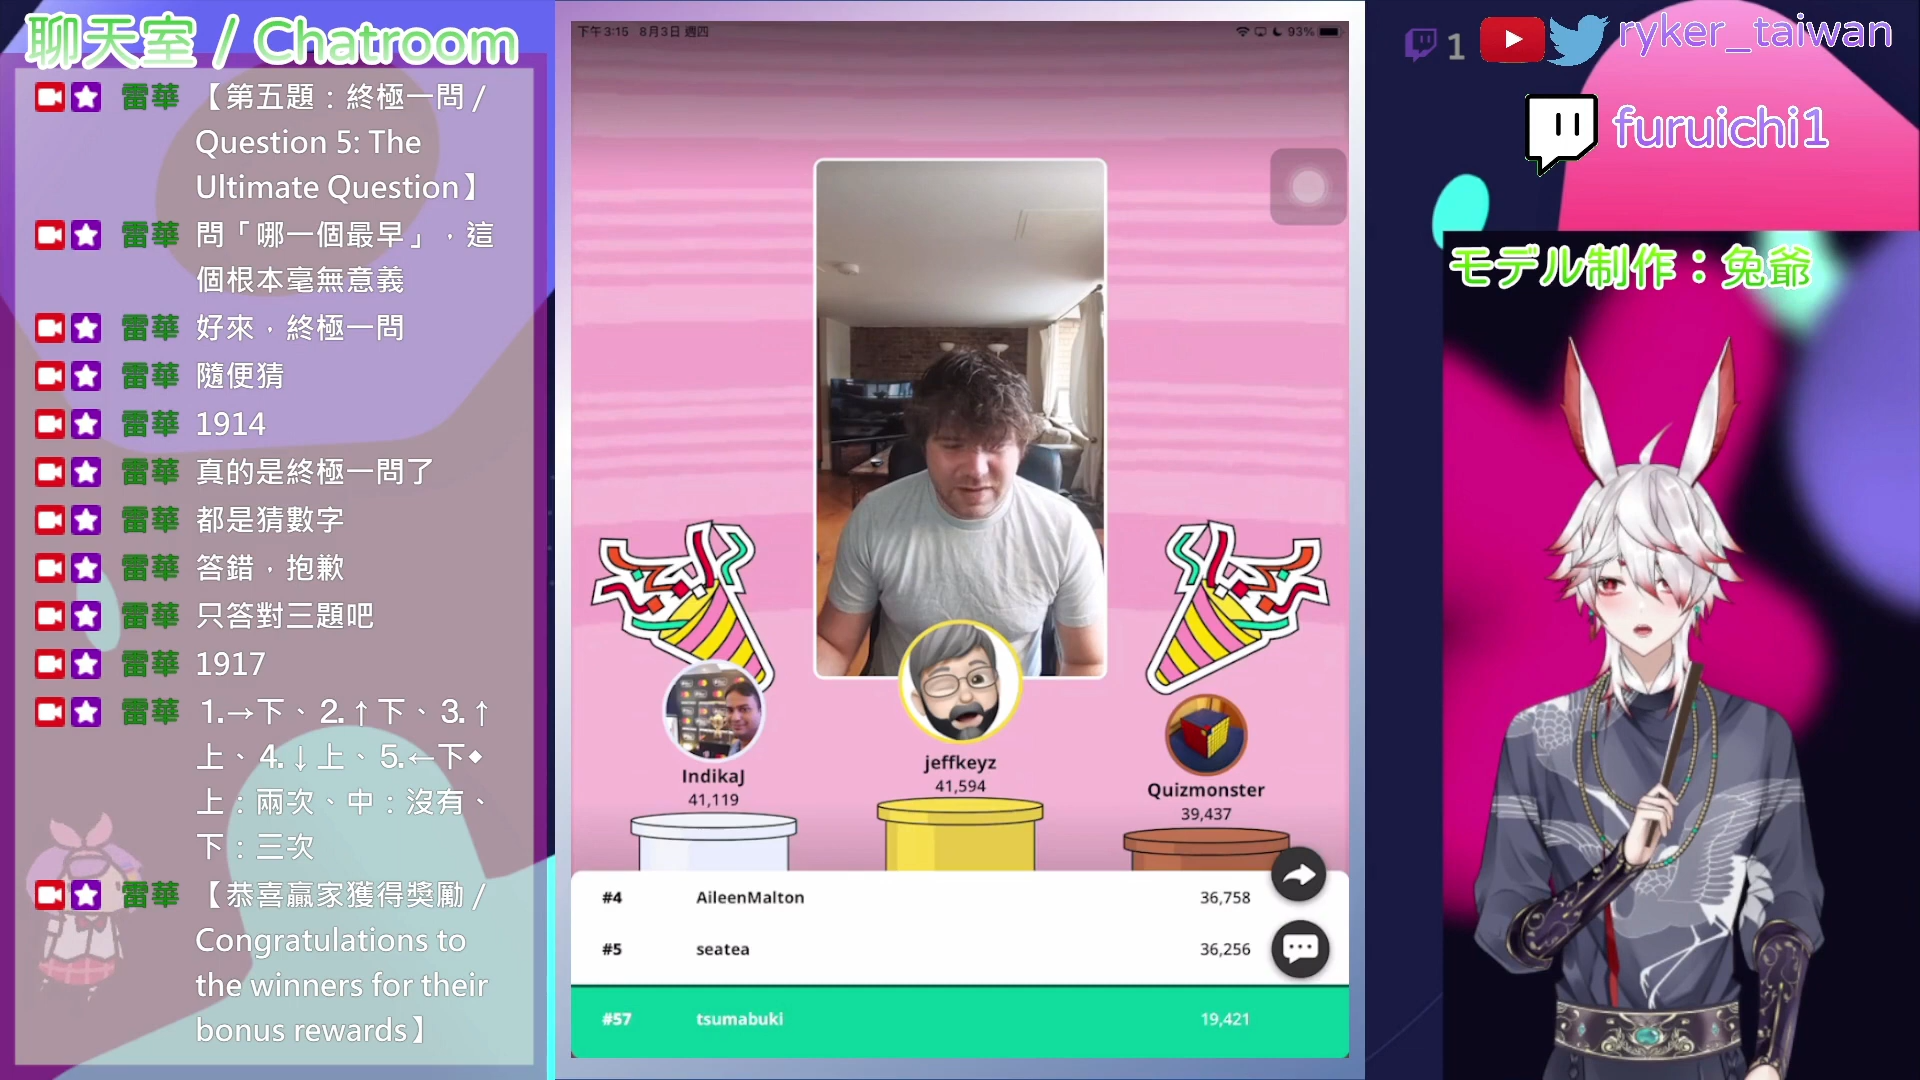 聊天室 / Chatroom
雷華 【第五題：終極一問 /
Question 5: The
Ultimate Question】
雷華 問「哪一個最早」，這
個根本毫無意義
雷華 好來，終極一問
雷華 隨便猜
雷華 1914
雷華 真的是終極一問了
雷華 都是猜數字
雷華 答錯，抱歉
雷華 只答對三題吧
雷華 1917
雷華 1.→下、2.↑下、3.↑
上、4.↓上、5.←下◆
上：兩次、中：沒有、
下：三次
雷華 【恭喜贏家獲得獎勵 /
Congratulations to
the winners for their
bonus rewards】
下午3:15 8月3日 週四
93%
IndikaJ
41,119
jeffkeyz
41,594
Quizmonster
39,437
#4 AileenMalton 36,758
#5 seatea 36,256
#57 tsumabuki 19,421
1
ryker_taiwan
furuichi1
モデル制作：兔爺